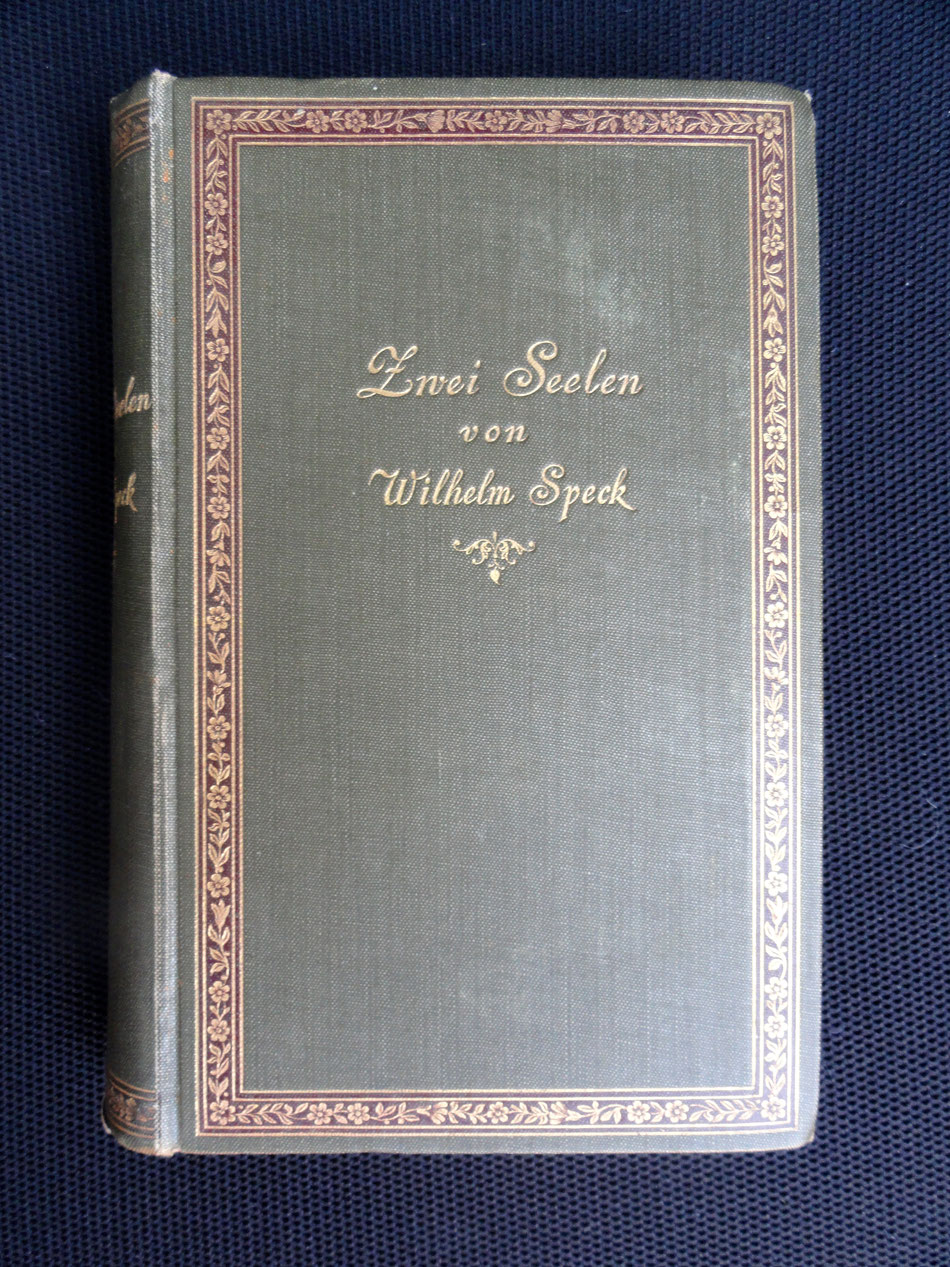 Zwei Seelen
von
Wilhelm Speck